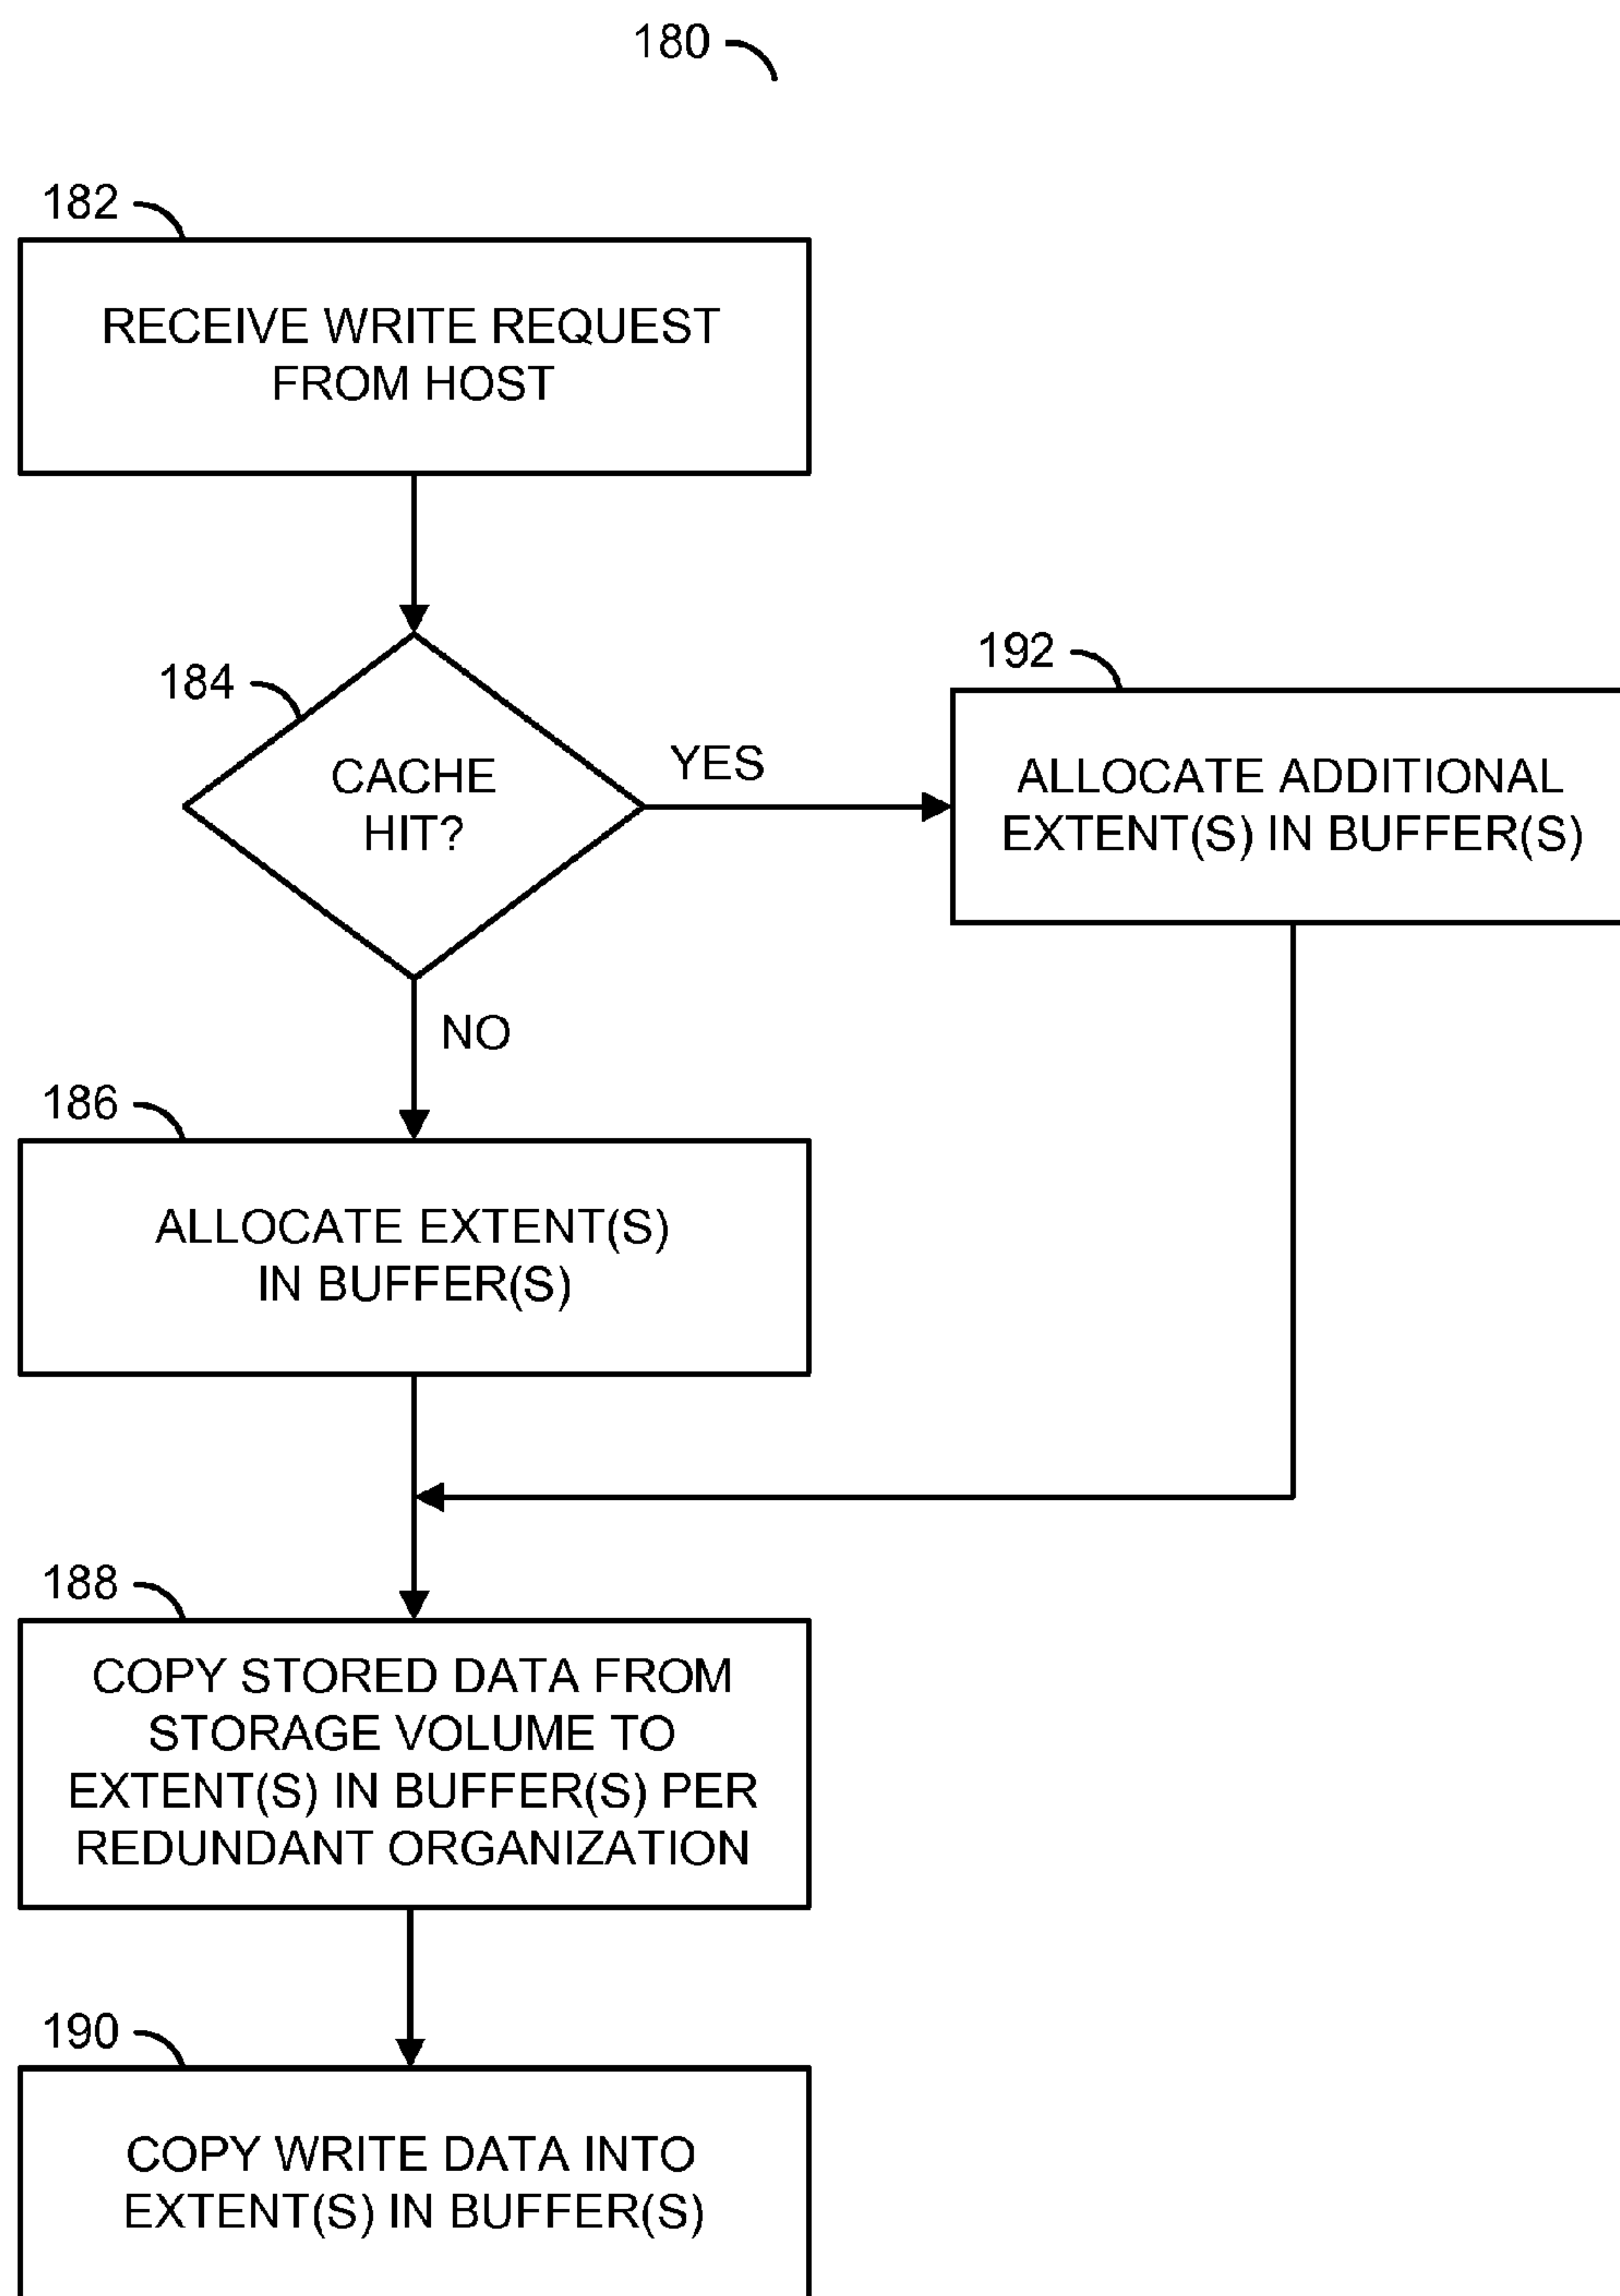 180
182
RECEIVE WRITE REQUEST
FROM HOST
184
CACHE
HIT?
YES
192
ALLOCATE ADDITIONAL
EXTENT(S) IN BUFFER(S)
NO
186
ALLOCATE EXTENT(S)
IN BUFFER(S)
188
COPY STORED DATA FROM
STORAGE VOLUME TO
EXTENT(S) IN BUFFER(S) PER
REDUNDANT ORGANIZATION
190
COPY WRITE DATA INTO
EXTENT(S) IN BUFFER(S)